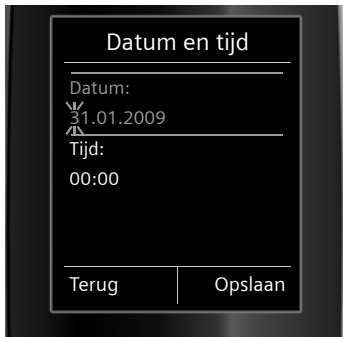 Datum en tijd
Datum:
31.01.2009
Tijd:
00:00
Terug
Opslaan